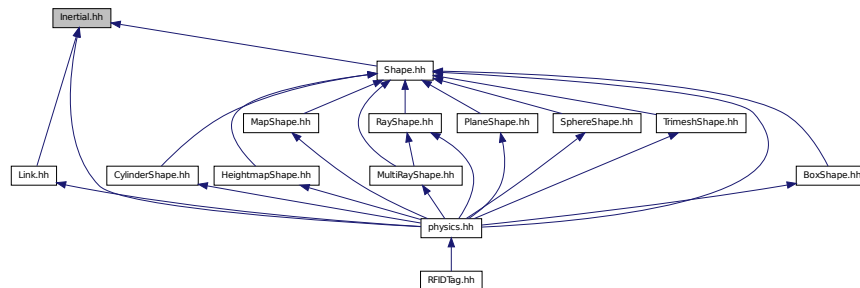 Inertial.hh
Shape.hh
MapShape.hh
RayShape.hh
PlaneShape.hh
SphereShape.hh
TrimeshShape.hh
Link.hh
CylinderShape.hh
HeightmapShape.hh
MultiRayShape.hh
BoxShape.hh
physics.hh
RFIDTag.hh